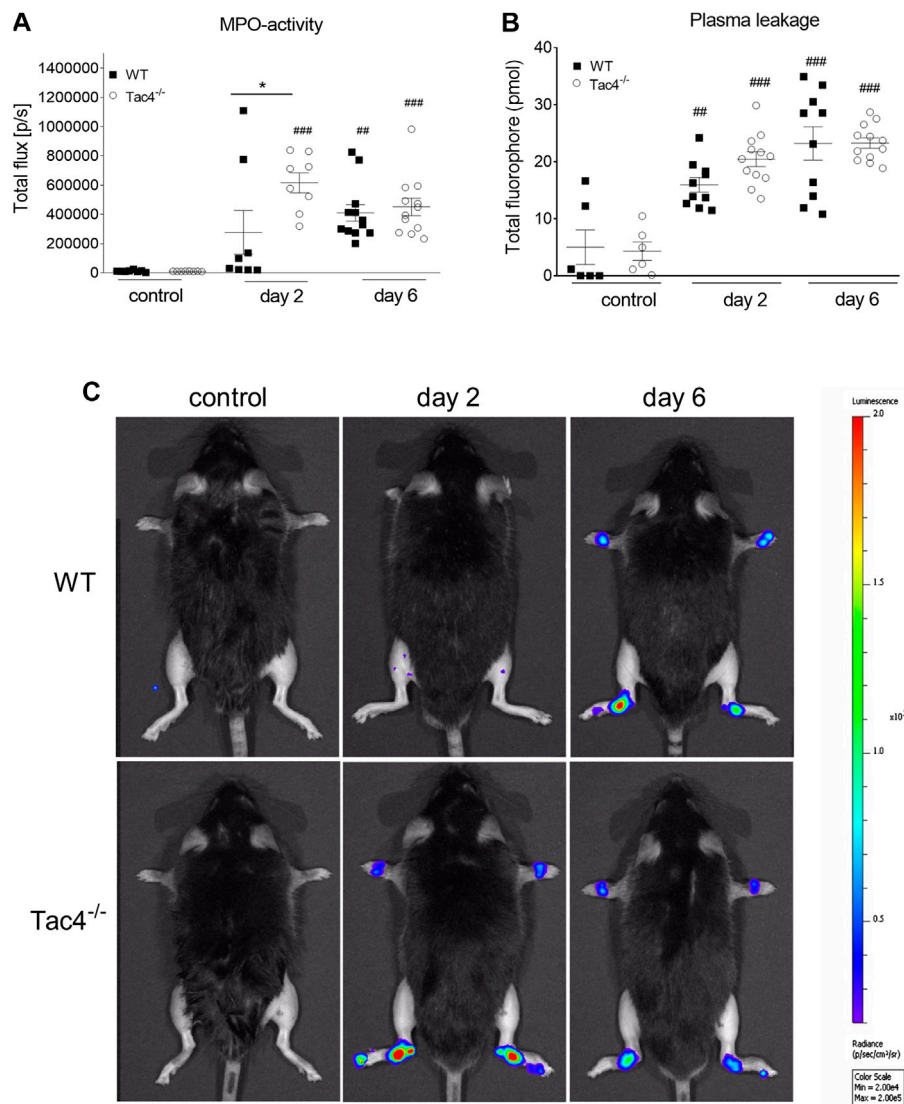 A
MPO-activity
1400000
1200000
1000000
800000
600000
400000
200000
0
Total flux [p/s]
WT
Tac4-/-
*
###
##
###
control
day 2
day 6
B
Plasma leakage
40
30
20
10
0
Total fluorophore (pmol)
WT
Tac4-/-
##
###
###
###
control
day 2
day 6
C
control
day 2
day 6
WT
Tac4-/-
Luminescence
2.0
1.5
1.0
0.5
Radiance
(p/sec/cm²/sr)
Color Scale
Min = 2.00e4
Max = 2.00e5